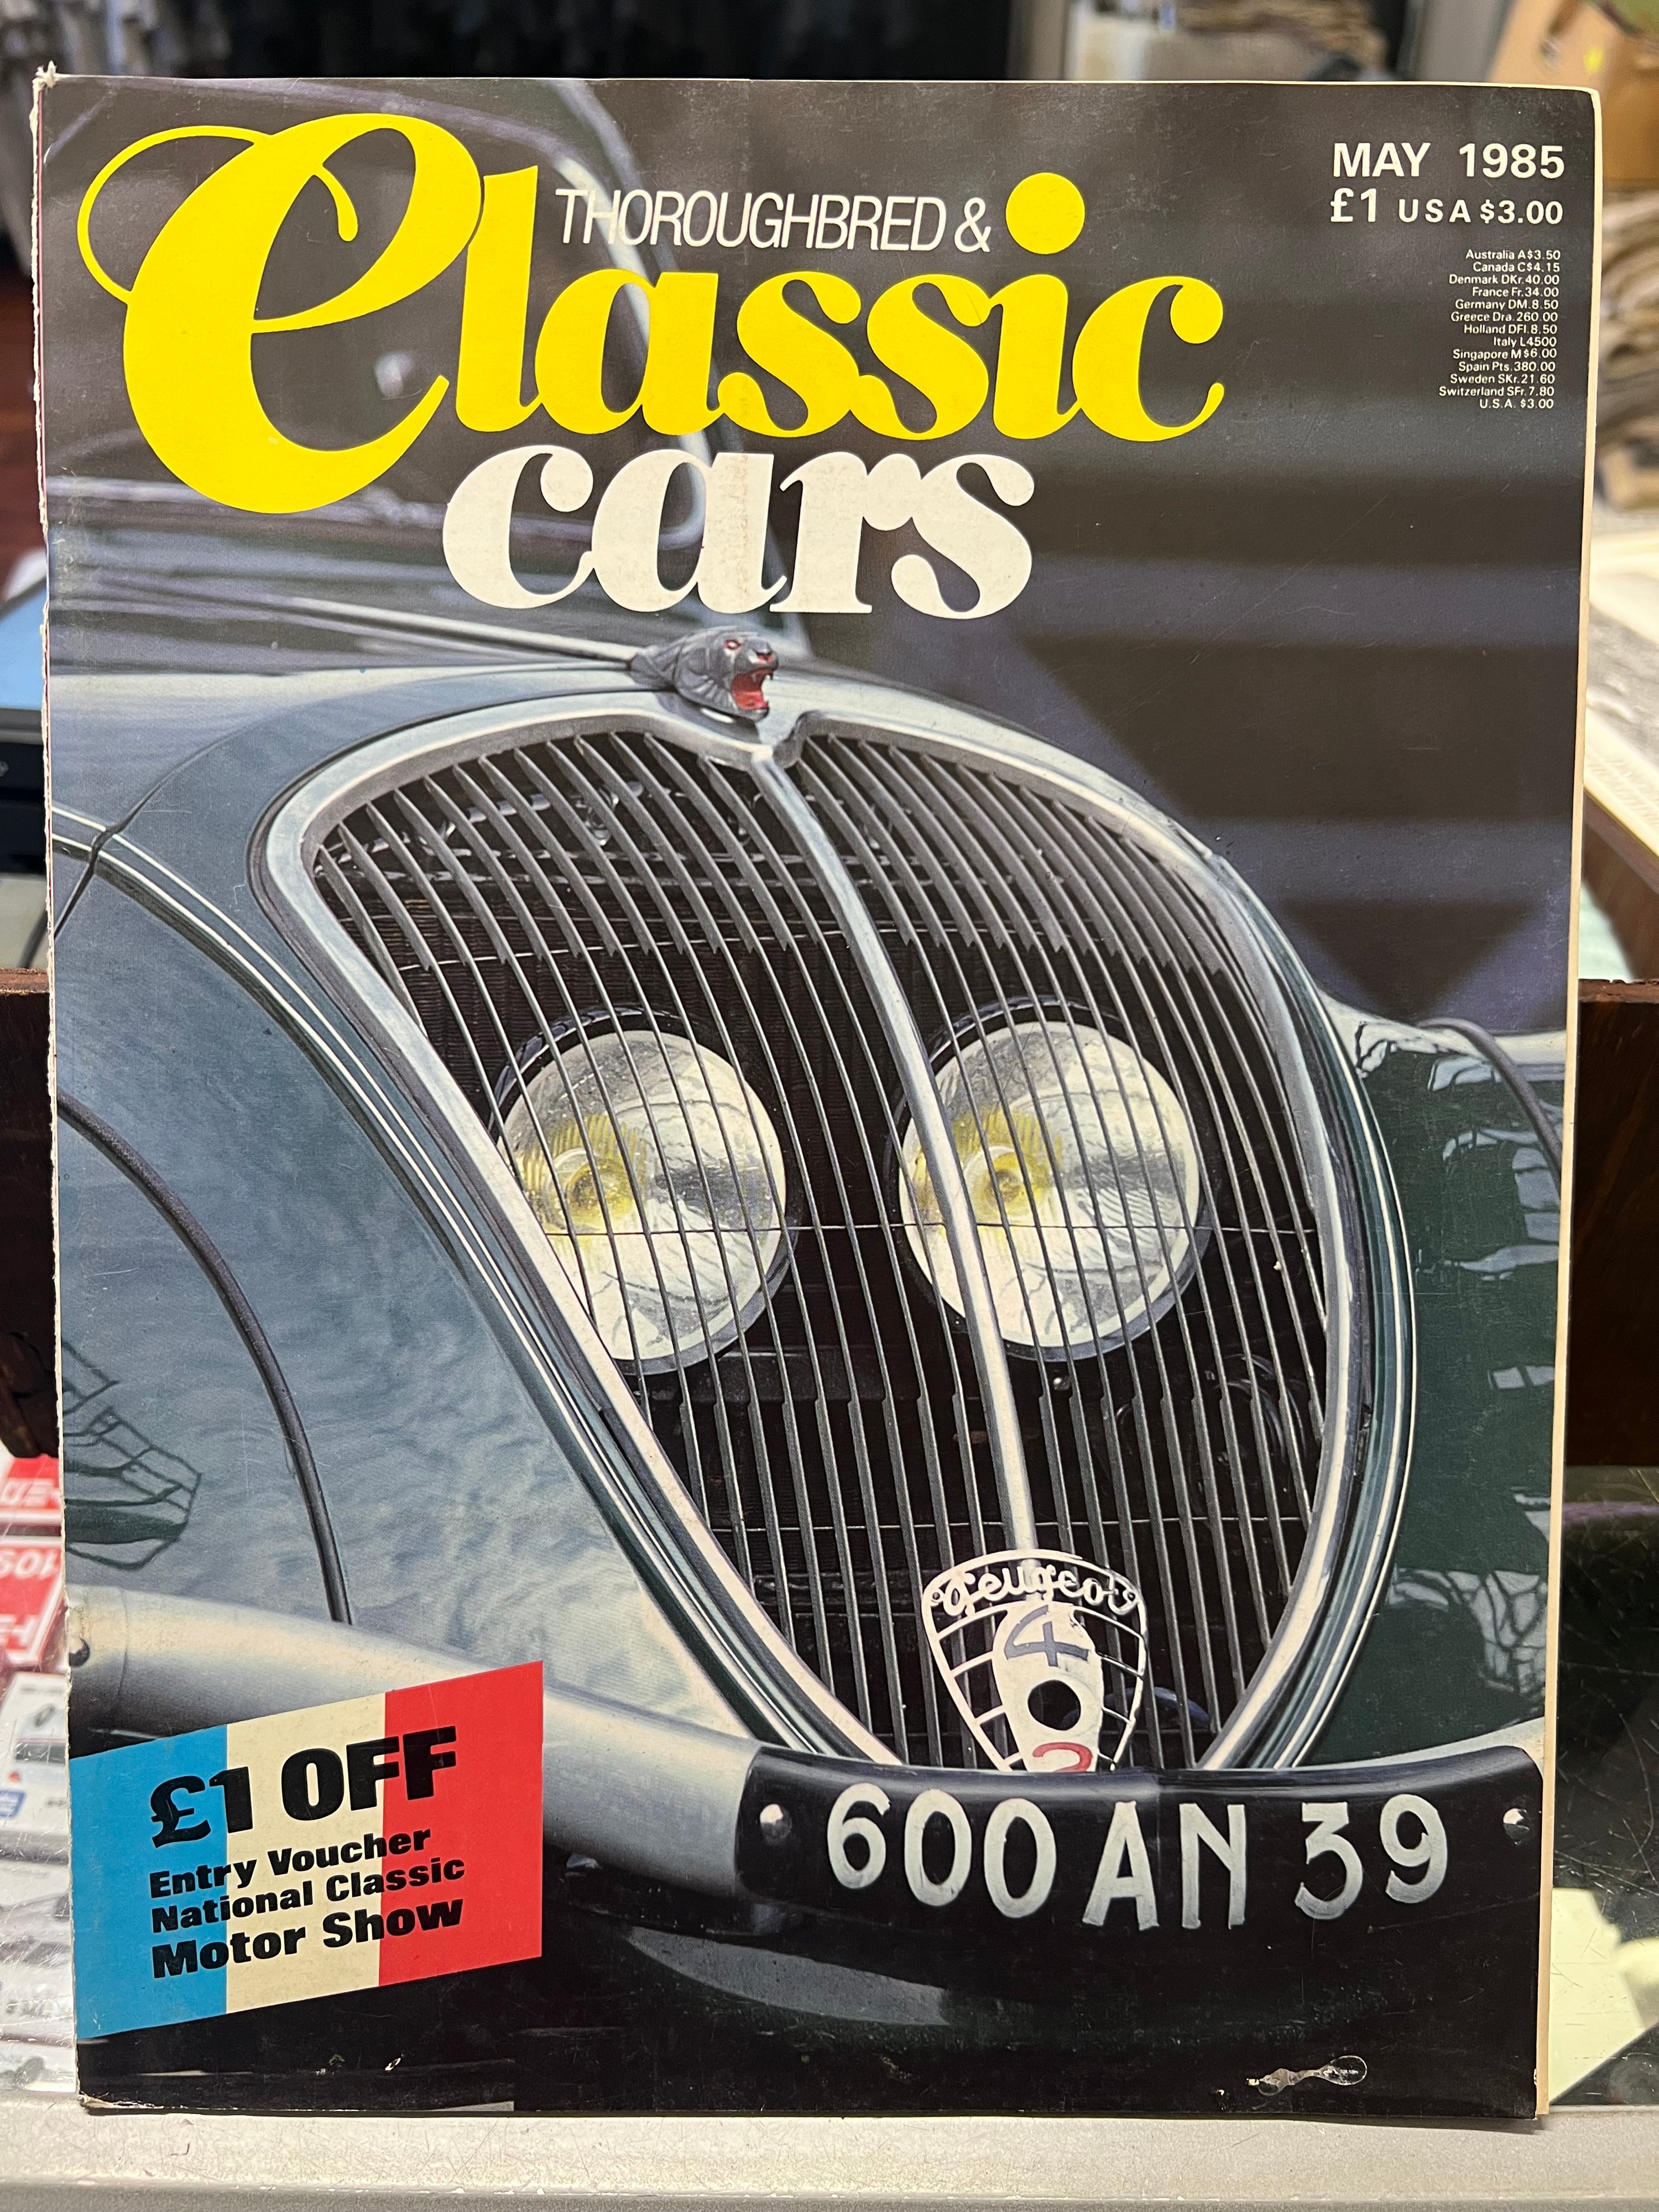 THOROUGHBRED &
Classic
cars
MAY 1985
£1 USA $3.00
Australia A$3.50
Canada C$4.15
Denmark DKr.40.00
France Fr.34.00
Germany DM.8.50
Greece Dra.260.00
Holland DFl.8.50
Italy L4500
Singapore M$6.00
Spain Pts.380.00
Sweden SKr.21.60
Switzerland SFr.7.80
U.S.A. $3.00
Peugeot
4
0
2
600 AN 39
£1 OFF
Entry Voucher
National Classic
Motor Show